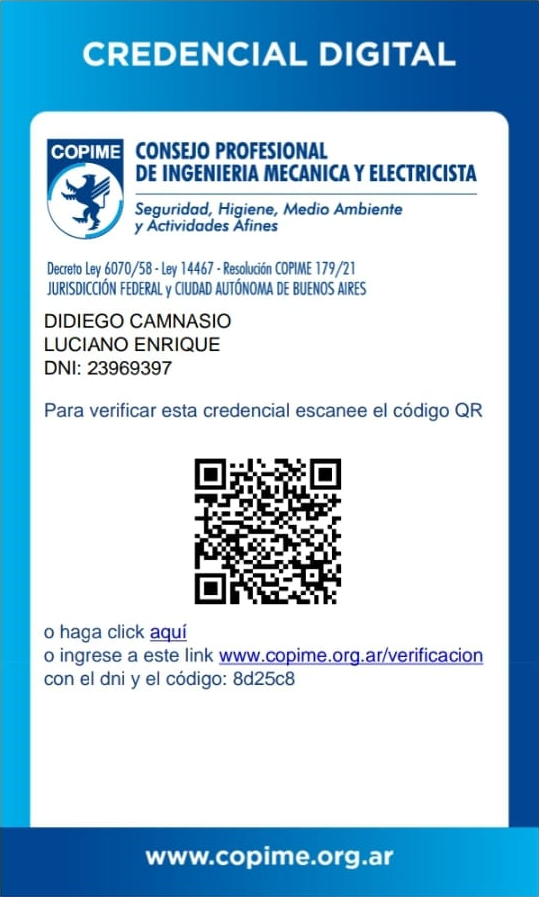 CREDENCIAL DIGITAL
COPIME
CONSEJO PROFESIONAL
DE INGENIERIA MECANICA Y ELECTRICISTA
Seguridad, Higiene, Medio Ambiente
y Actividades Afines
Decreto Ley 6070/58 - Ley 14467 - Resolución COPIME 179/21
JURISDICCIÓN FEDERAL y CIUDAD AUTÓNOMA DE BUENOS AIRES
DIDIEGO CAMNASIO
LUCIANO ENRIQUE
DNI: 23969397
Para verificar esta credencial escanee el código QR
o haga click aquí
o ingrese a este link www.copime.org.ar/verificacion
con el dni y el código: 8d25c8
www.copime.org.ar